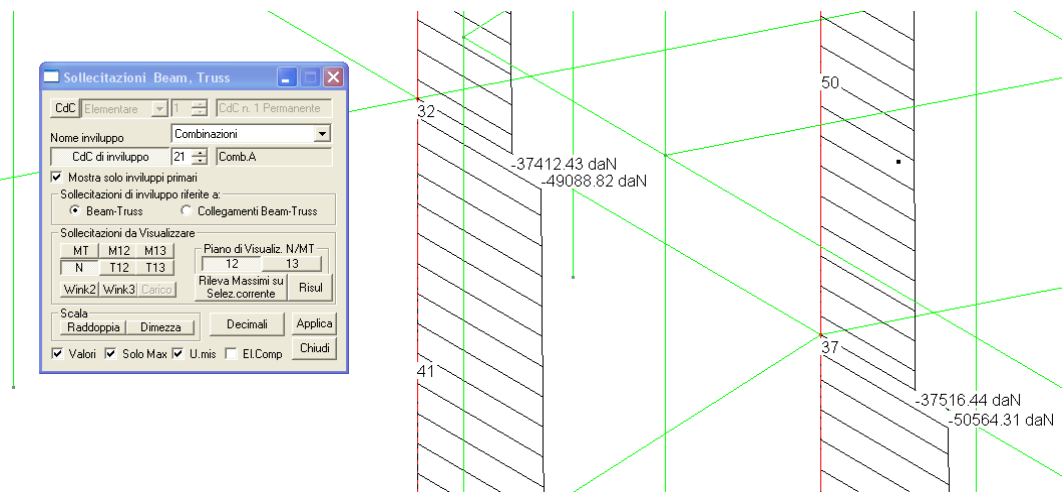 Sollecitazioni Beam, Truss
CdC Elementare 1 CdC n. 1 Permanente
Nome inviluppo Combinazioni
CdC di inviluppo 21 Comb.A
Mostra solo inviluppi primari
Sollecitazioni di inviluppo riferite a:
Beam-Truss Collegamenti Beam-Truss
Sollecitazioni da Visualizzare
MT M12 M13
Piano di Visualiz. N/MT
N T12 T13
12 13
Wink2 Wink3 Carico
Rileva Massimi su
Selez.corrente
Risul
Scala
Raddoppia Dimezza
Decimali
Applica
Valori Solo Max U.mis El.Comp
Chiudi
32
-37412.43 daN
-49088.82 daN
41
50
37
-37516.44 daN
-50564.31 daN